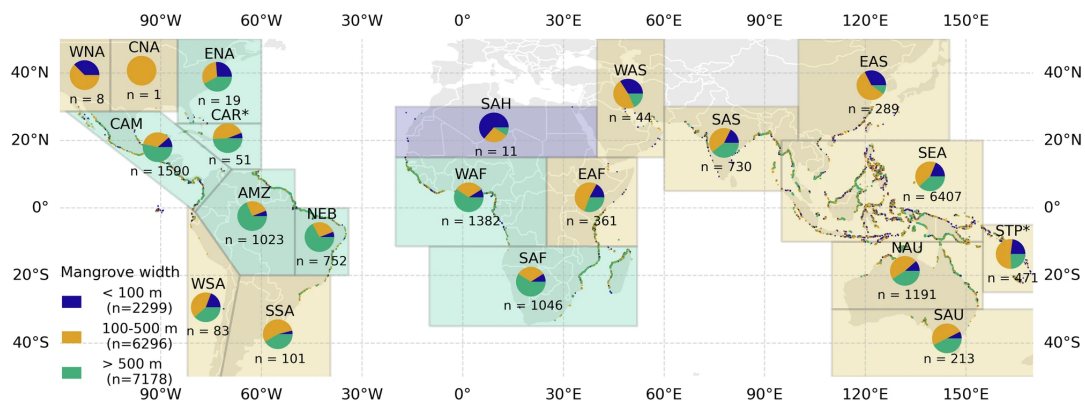 90°W 60°W 30°W 0° 30°E 60°E 90°E 120°E 150°E
WNA CNA ENA WAS EAS
40°N 40°N
n = 8 n = 1 n = 19 n = 44 n = 289
CAM CAR* SAH SAS
20°N 20°N
n = 1590 n = 51 n = 11 n = 730
AMZ WAF EAF SEA
n = 1382 n = 361 n = 6407
0° 0°
NEB STP*
n = 1023 n = 752 NAU n = 471
SAF
20°S 20°S
Mangrove width
WSA n = 1046 n = 1191
< 100 m
(n=2299)
SSA SAU
n = 83
100-500 m
(n=6296)
40°S 40°S
n = 101 n = 213
> 500 m
(n=7178)
90°W 60°W 30°W 0° 30°E 60°E 90°E 120°E 150°E